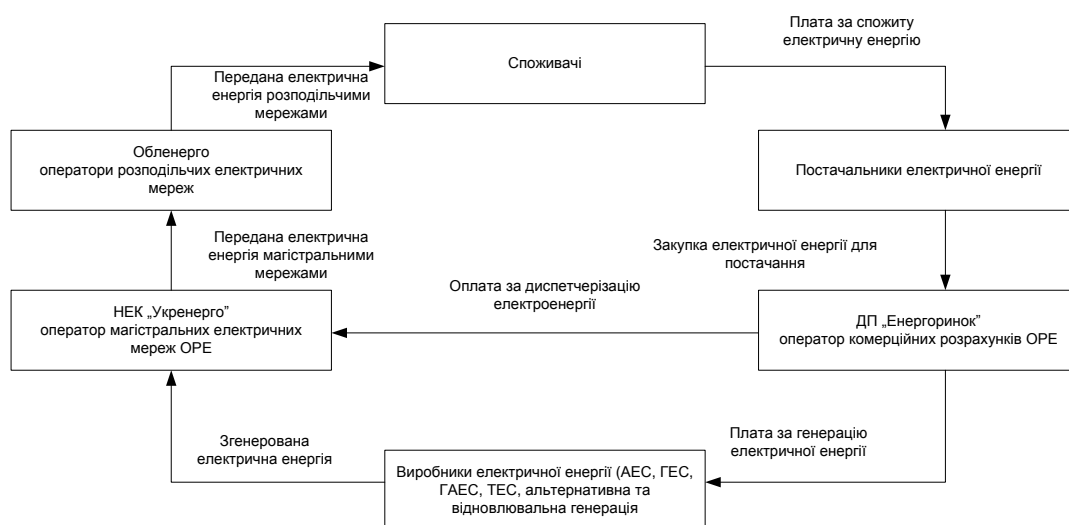 Плата за спожиту
електричну енергію
Споживачі
Передана електрична
енергія розподільчими
мережами
Обленерго
оператори розподільчих електричних
мереж
Постачальники електричної енергії
Передана електрична
енергія магістральними
мережами
Закупка електричної енергії для
постачання
Оплата за диспетчерізацію
електроенергії
НЕК „Укренерго”
оператор магістральних електричних
мереж ОРЕ
ДП „Енергоринок”
оператор комерційних розрахунків ОРЕ
Згенерована
електрична енергія
Плата за генерацію
електричної енергії
Виробники електричної енергії (АЕС, ГЕС,
ГАЕС, ТЕС, альтернативна та
відновлювальна генерація